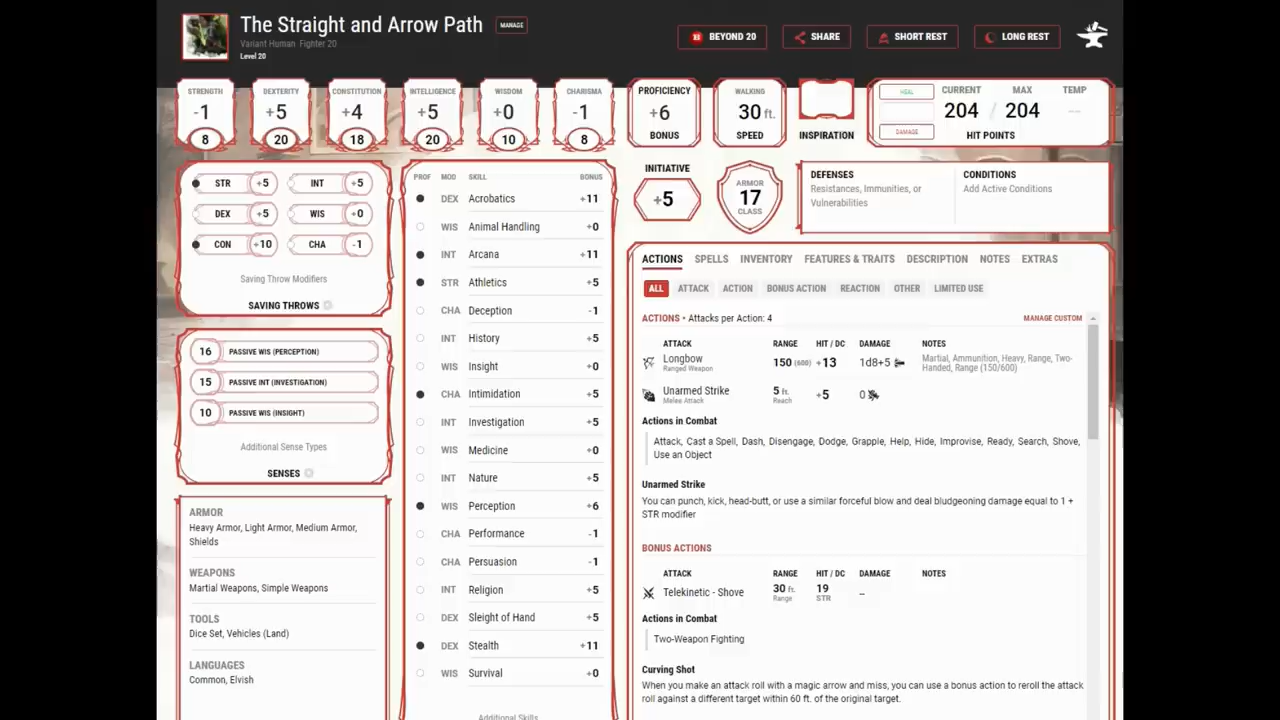 The Straight and Arrow Path
MANAGE
Variant Human Fighter 20
Level 20
BEYOND 20
SHARE
SHORT REST
LONG REST
STRENGTH
-1
8
DEXTERITY
+5
20
CONSTITUTION
+4
18
INTELLIGENCE
+5
20
WISDOM
+0
10
CHARISMA
-1
8
PROFICIENCY
+6
BONUS
WALKING
30 ft.
SPEED
INSPIRATION
HEAL
DAMAGE
CURRENT MAX TEMP
204 / 204 --
HIT POINTS
STR +5
INT +5
DEX +5
WIS +0
CON +10
CHA -1
Saving Throw Modifiers
SAVING THROWS
16 PASSIVE WIS (PERCEPTION)
15 PASSIVE INT (INVESTIGATION)
10 PASSIVE WIS (INSIGHT)
Additional Sense Types
SENSES
ARMOR
Heavy Armor, Light Armor, Medium Armor,
Shields
WEAPONS
Martial Weapons, Simple Weapons
TOOLS
Dice Set, Vehicles (Land)
LANGUAGES
Common, Elvish
PROF MOD SKILL BONUS
DEX Acrobatics +11
WIS Animal Handling +0
INT Arcana +11
STR Athletics +5
CHA Deception -1
INT History +5
WIS Insight +0
CHA Intimidation +5
INT Investigation +5
WIS Medicine +0
INT Nature +5
WIS Perception +6
CHA Performance -1
CHA Persuasion -1
INT Religion +5
DEX Sleight of Hand +5
DEX Stealth +11
WIS Survival +0
Additional Skills
INITIATIVE
+5
ARMOR
17
CLASS
DEFENSES
Resistances, Immunities, or
Vulnerabilities
CONDITIONS
Add Active Conditions
ACTIONS SPELLS INVENTORY FEATURES & TRAITS DESCRIPTION NOTES EXTRAS
ALL ATTACK ACTION BONUS ACTION REACTION OTHER LIMITED USE
ACTIONS • Attacks per Action: 4
MANAGE CUSTOM
ATTACK RANGE HIT / DC DAMAGE NOTES
Longbow 150 (600) +13 1d8+5 Martial, Ammunition, Heavy, Range, Two-
Ranged Weapon Handed, Range (150/600)
Unarmed Strike 5 ft. +5 0
Melee Attack Reach
Actions in Combat
Attack, Cast a Spell, Dash, Disengage, Dodge, Grapple, Help, Hide, Improvise, Ready, Search, Shove,
Use an Object
Unarmed Strike
You can punch, kick, head-butt, or use a similar forceful blow and deal bludgeoning damage equal to 1 +
STR modifier
BONUS ACTIONS
ATTACK RANGE HIT / DC DAMAGE NOTES
Telekinetic - Shove 30 ft. 19 --
Range STR
Actions in Combat
Two-Weapon Fighting
Curving Shot
When you make an attack roll with a magic arrow and miss, you can use a bonus action to reroll the attack
roll against a different target within 60 ft. of the original target.